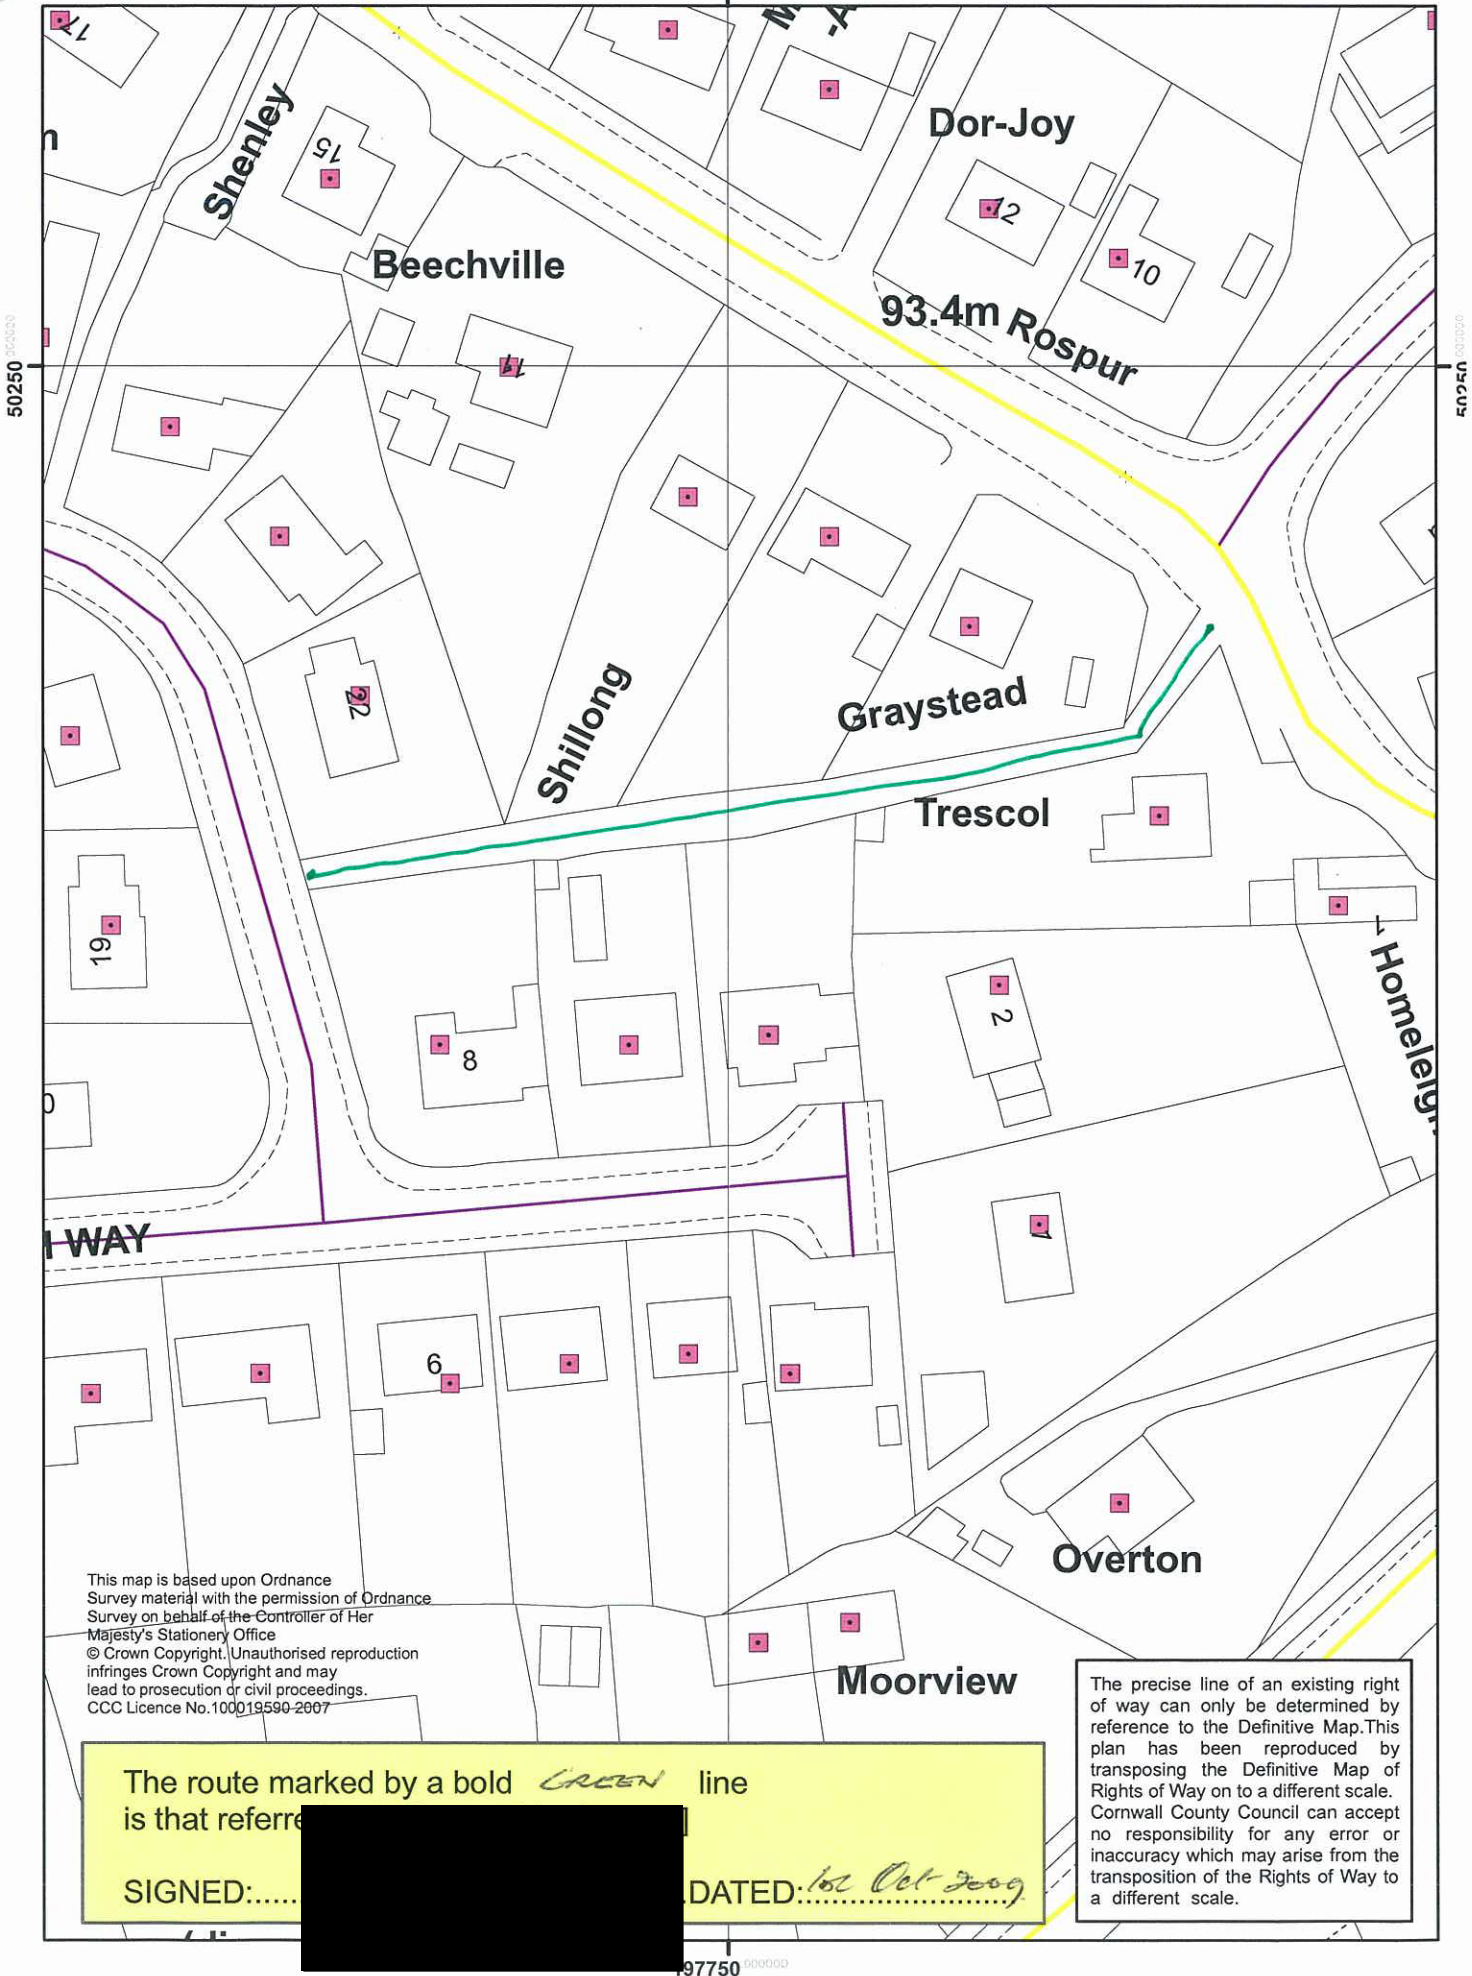 17
Shenley
15
Dor-Joy
12
10
Beechville
93.4m
Rospur
50250
50250
11
22
Shillong
Graystead
Trescol
19
8
2
Homeleigh
1
WAY
6
Overton
Moorview
This map is based upon Ordnance
Survey material with the permission of Ordnance
Survey on behalf of the Controller of Her
Majesty's Stationery Office
© Crown Copyright. Unauthorised reproduction
infringes Crown Copyright and may
lead to prosecution or civil proceedings.
CCC Licence No.100019590 2007
The precise line of an existing right
of way can only be determined by
reference to the Definitive Map.This
plan has been reproduced by
transposing the Definitive Map of
Rights of Way on to a different scale.
Cornwall County Council can accept
no responsibility for any error or
inaccuracy which may arise from the
transposition of the Rights of Way to
a different scale.
The route marked by a bold GREEN line
is that referre
SIGNED:..... .DATED: Oct 2009
97750